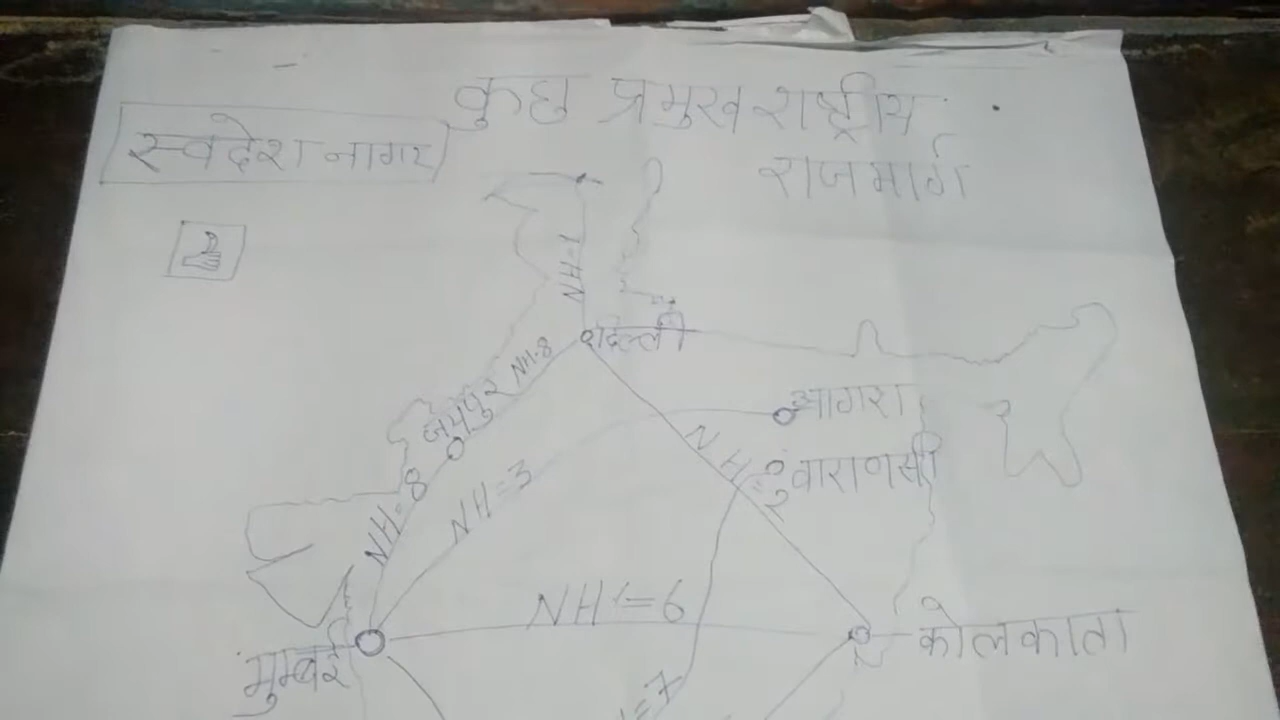 कुछ प्रमुख राष्ट्रीय
राजमार्ग
स्वदेश नागर
NH-1
दिल्ली
NH-8
जयपुर
आगरा
NH=2
वाराणसी
NH=3
NH=8
NH=6
कोलकाता
मुम्बई
=7